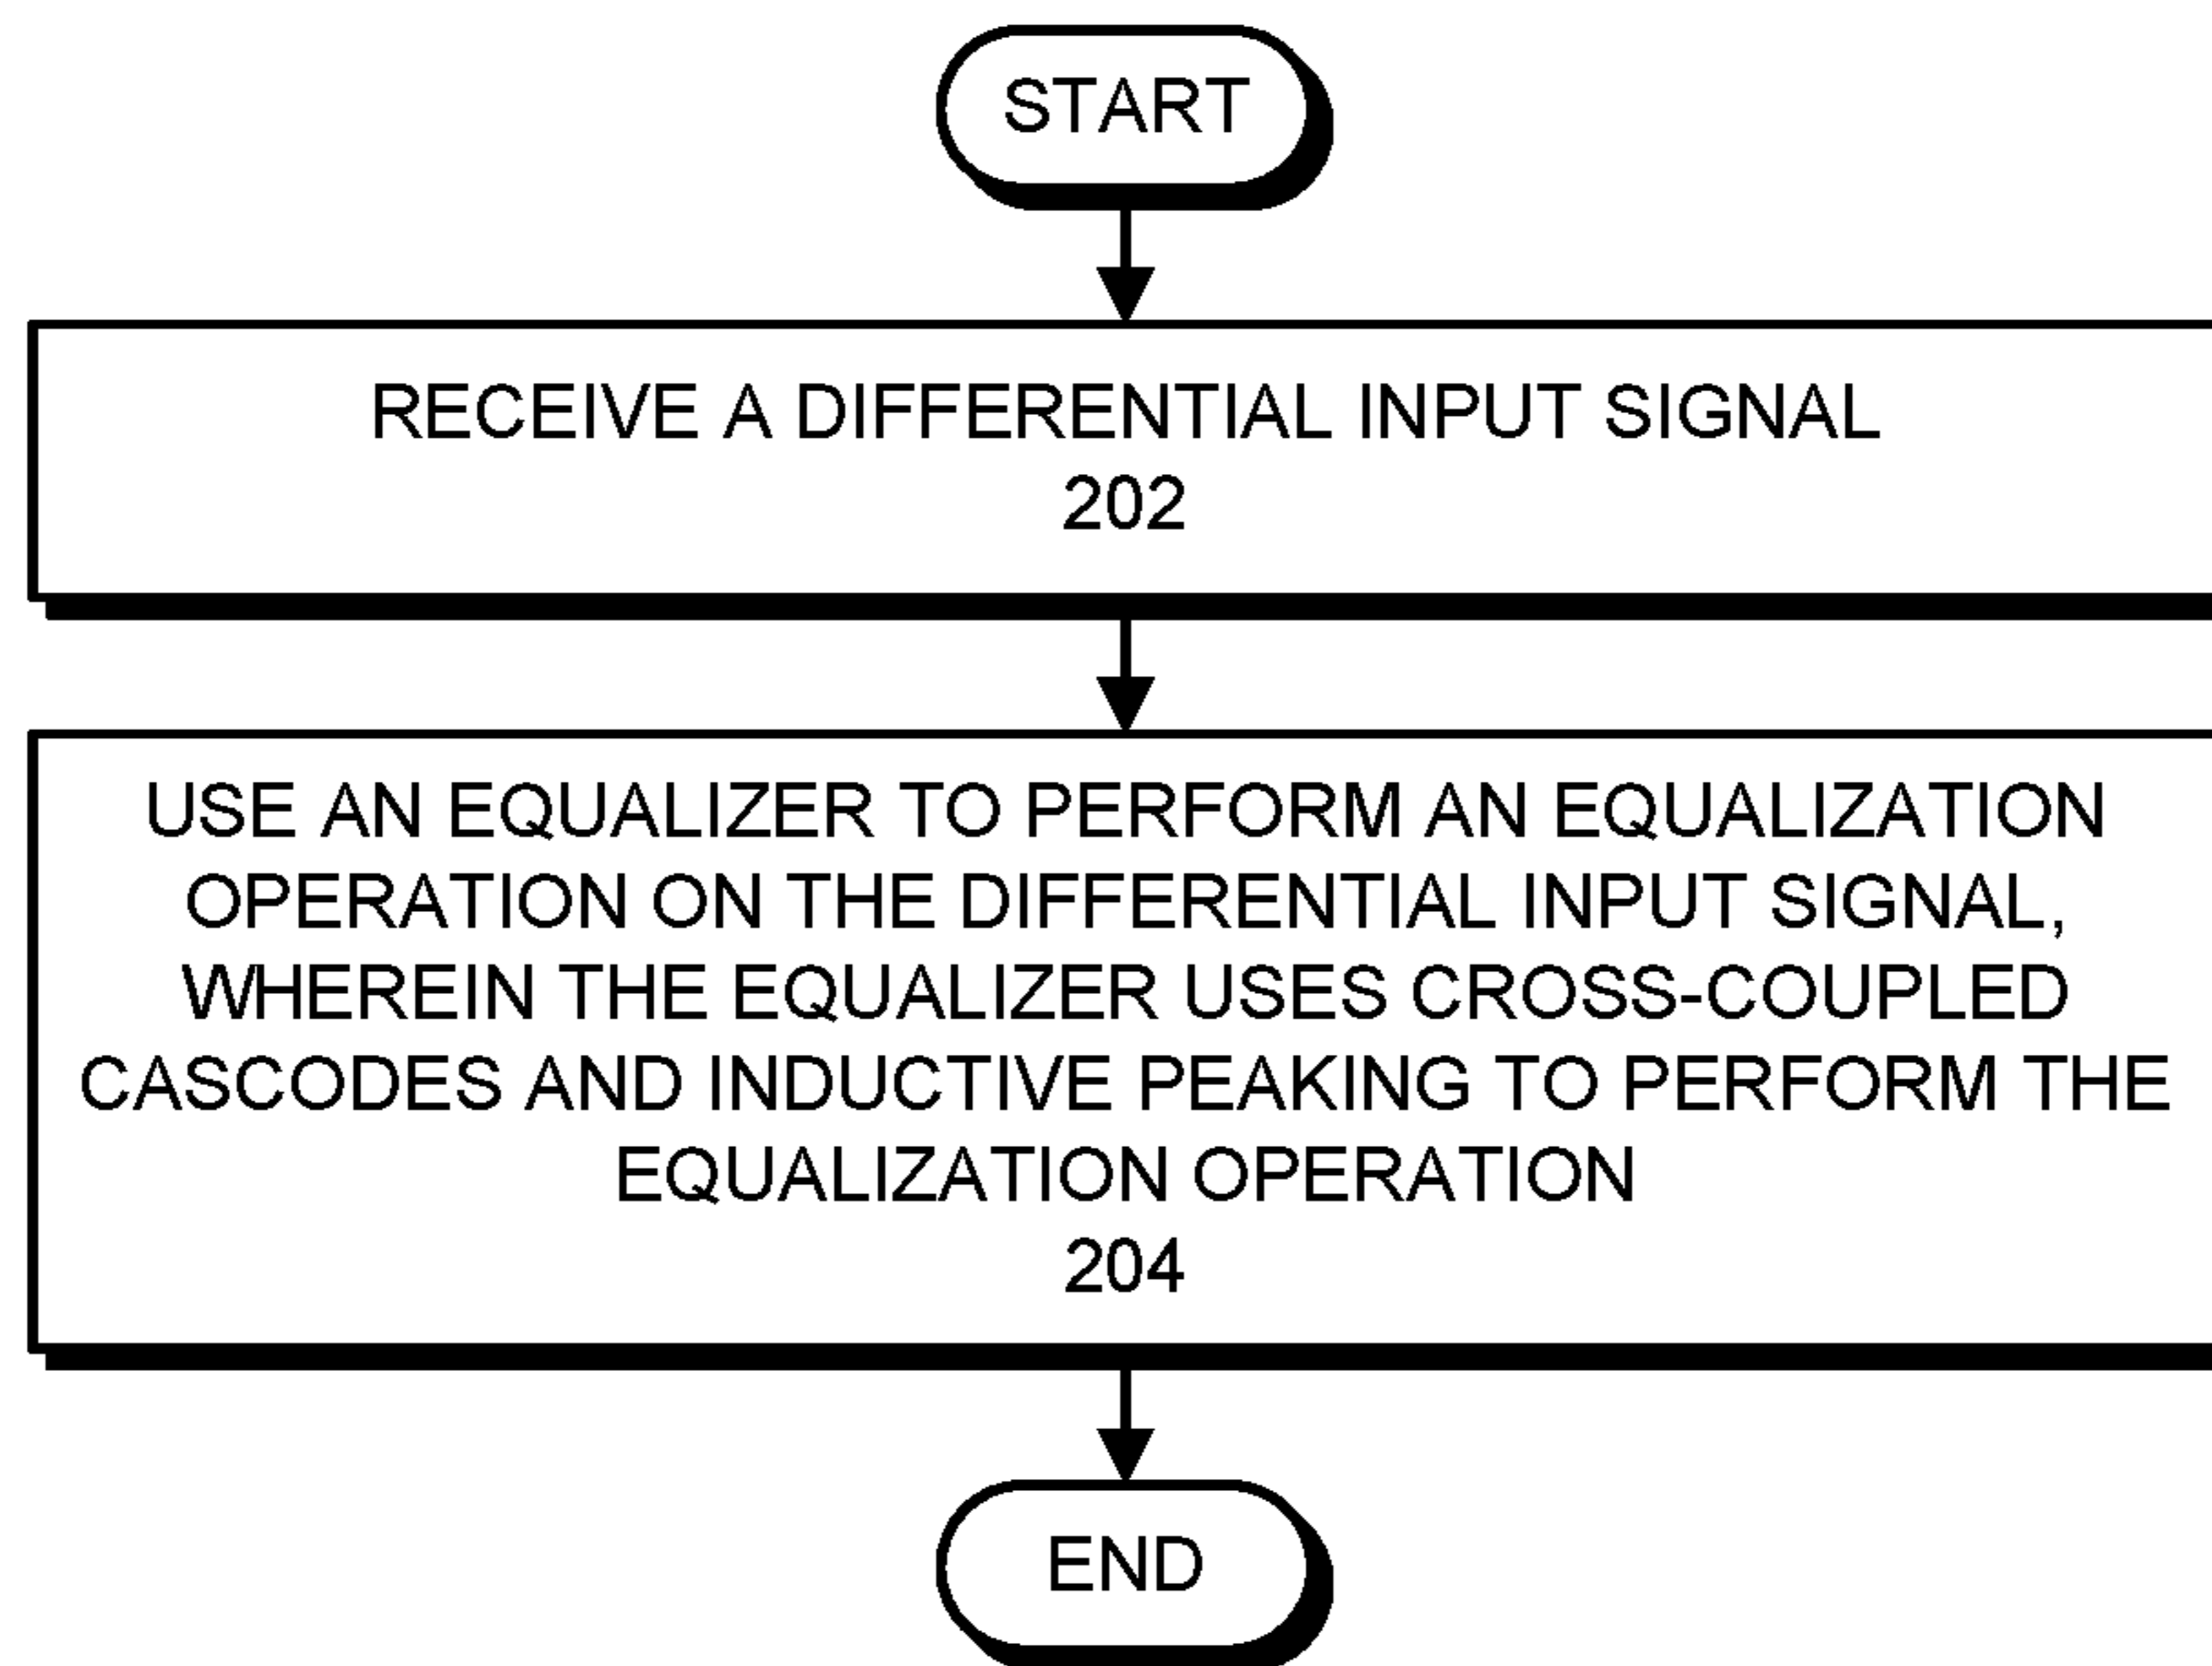 START
RECEIVE A DIFFERENTIAL INPUT SIGNAL
202
USE AN EQUALIZER TO PERFORM AN EQUALIZATION
OPERATION ON THE DIFFERENTIAL INPUT SIGNAL,
WHEREIN THE EQUALIZER USES CROSS-COUPLED
CASCODES AND INDUCTIVE PEAKING TO PERFORM THE
EQUALIZATION OPERATION
204
END